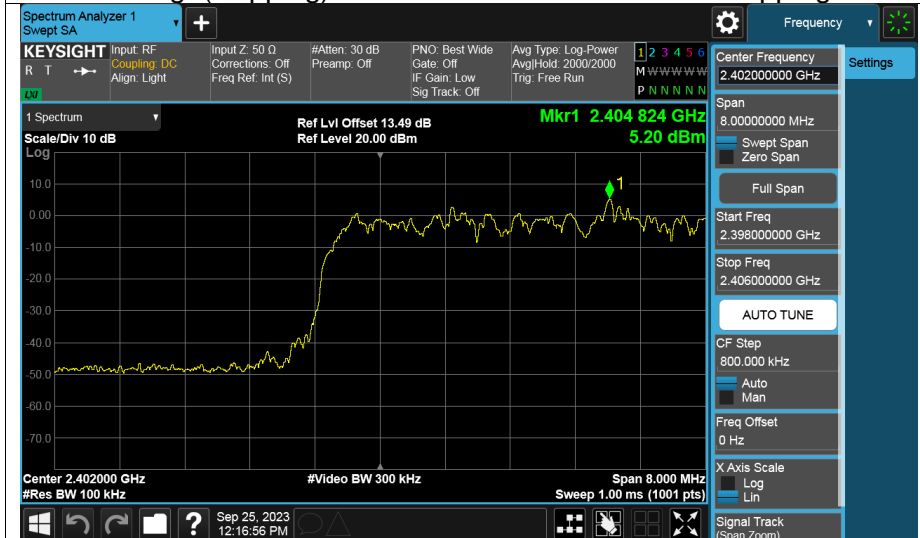 Spectrum Analyzer 1
Swept SA
+
Frequency
KEYSIGHT
R T
LXI
Input: RF
Coupling: DC
Align: Light
Input Z: 50 Ω
Corrections: Off
Freq Ref: Int (S)
#Atten: 30 dB
Preamp: Off
PNO: Best Wide
Gate: Off
IF Gain: Low
Sig Track: Off
Avg Type: Log-Power
Avg|Hold: 2000/2000
Trig: Free Run
1 2 3 4 5 6
M W W W W W
P N N N N N
1 Spectrum
Scale/Div 10 dB
Log
Ref Lvl Offset 13.49 dB
Ref Level 20.00 dBm
Mkr1 2.404 824 GHz
5.20 dBm
1
10.0
0.00
-10.0
-20.0
-30.0
-40.0
-50.0
-60.0
-70.0
Center 2.402000 GHz
#Res BW 100 kHz
#Video BW 300 kHz
Span 8.000 MHz
Sweep 1.00 ms (1001 pts)
?
Sep 25, 2023
12:16:56 PM
Center Frequency
2.402000000 GHz
Span
8.00000000 MHz
Swept Span
Zero Span
Full Span
Start Freq
2.398000000 GHz
Stop Freq
2.406000000 GHz
AUTO TUNE
CF Step
800.000 kHz
Auto
Man
Freq Offset
0 Hz
X Axis Scale
Log
Lin
Signal Track
(Span Zoom)
Settings